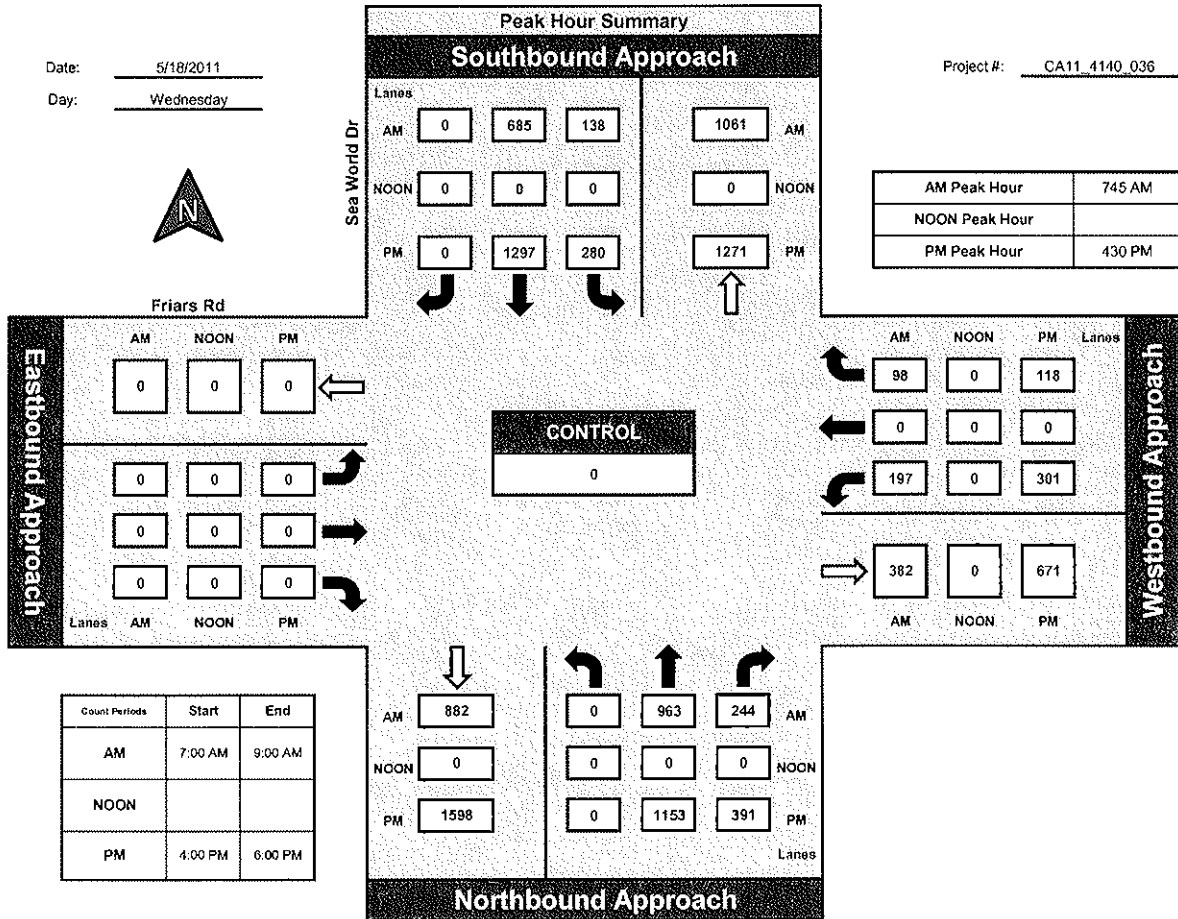 Peak Hour Summary
Southbound Approach
Date: 5/18/2011
Day: Wednesday
Project #: CA11_4140_036
N
Sea World Dr
Lanes
AM 0 685 138 1061 AM
NOON 0 0 0 0 NOON
PM 0 1297 280 1271 PM
AM Peak Hour 745 AM
NOON Peak Hour
PM Peak Hour 430 PM
Friars Rd
Eastbound Approach
AM NOON PM
0 0 0
0 0 0
0 0 0
0 0 0
Lanes AM NOON PM
CONTROL
0
AM NOON PM Lanes
98 0 118
0 0 0
197 0 301
382 0 671
AM NOON PM
Westbound Approach
Count Periods Start End
AM 7:00 AM 9:00 AM
NOON
PM 4:00 PM 6:00 PM
AM 882 0 963 244 AM
NOON 0 0 0 0 NOON
PM 1598 0 1153 391 PM
Lanes
Northbound Approach